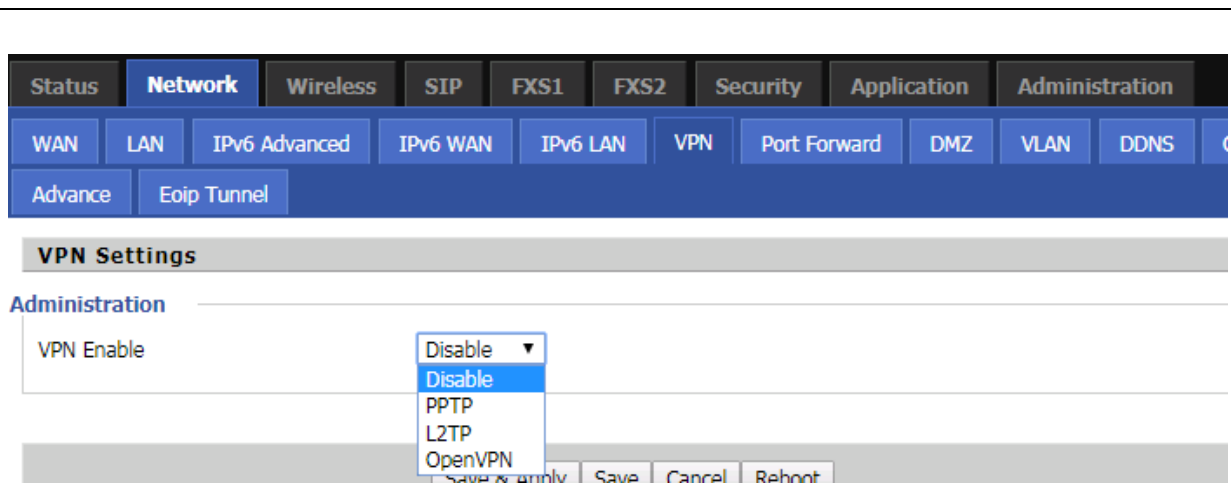 Status Network Wireless SIP FXS1 FXS2 Security Application Administration
WAN LAN IPv6 Advanced IPv6 WAN IPv6 LAN VPN Port Forward DMZ VLAN DDNS
Advance Eoip Tunnel
VPN Settings
Administration
VPN Enable Disable
Disable
PPTP
L2TP
OpenVPN
Save & Apply Save Cancel Reboot